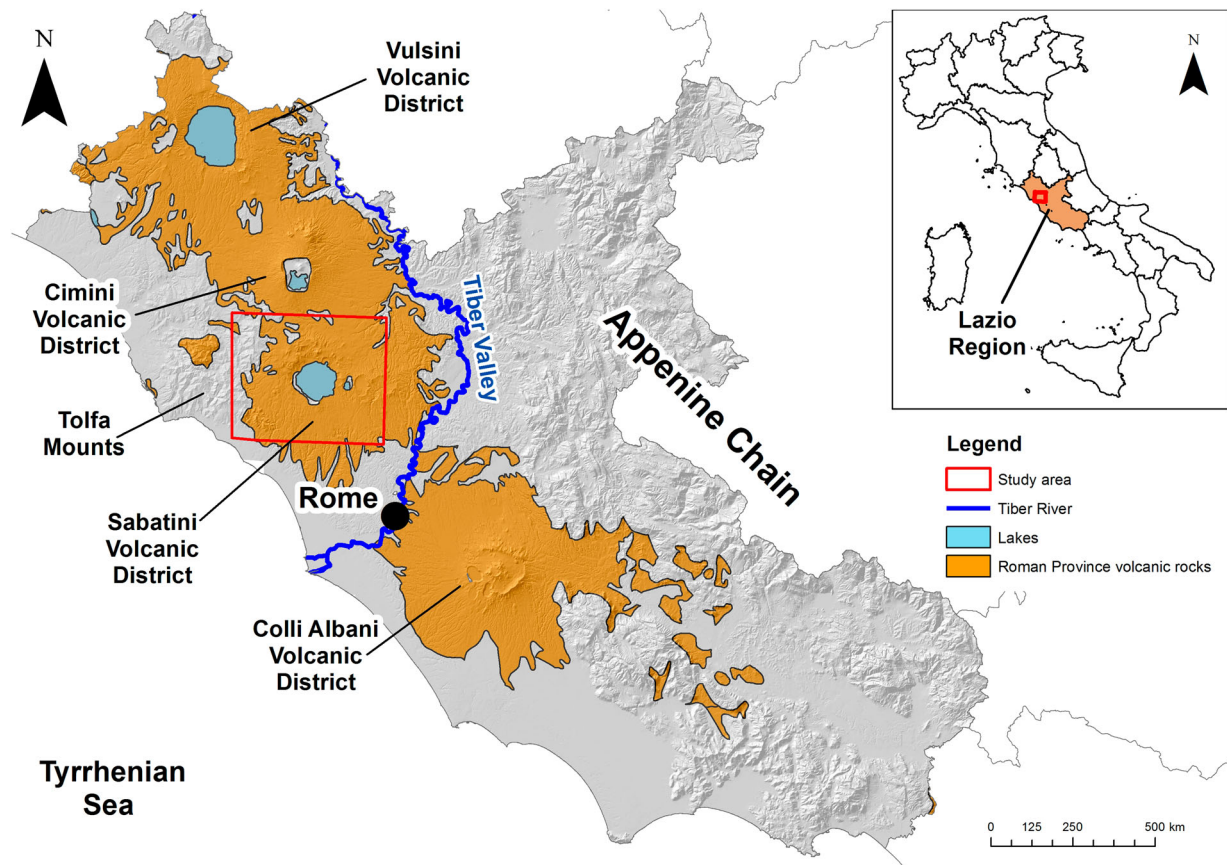 N
Vulsini
Volcanic
District
Cimini
Volcanic
District
Tolfa
Mounts
Sabatini
Volcanic
District
Rome
Colli Albani
Volcanic
District
Tiber Valley
Appenine Chain
Tyrrhenian
Sea
N
Lazio
Region
Legend
Study area
Tiber River
Lakes
Roman Province volcanic rocks
0 125 250 500 km